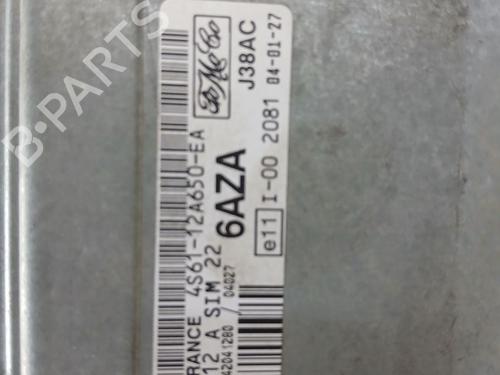 J38AC
04-01-27
6AZA
e11 I-00 2081
RANCE 4S61-12A650-EA
12 A SIM 22
42041280 / 04027
B-PARTS